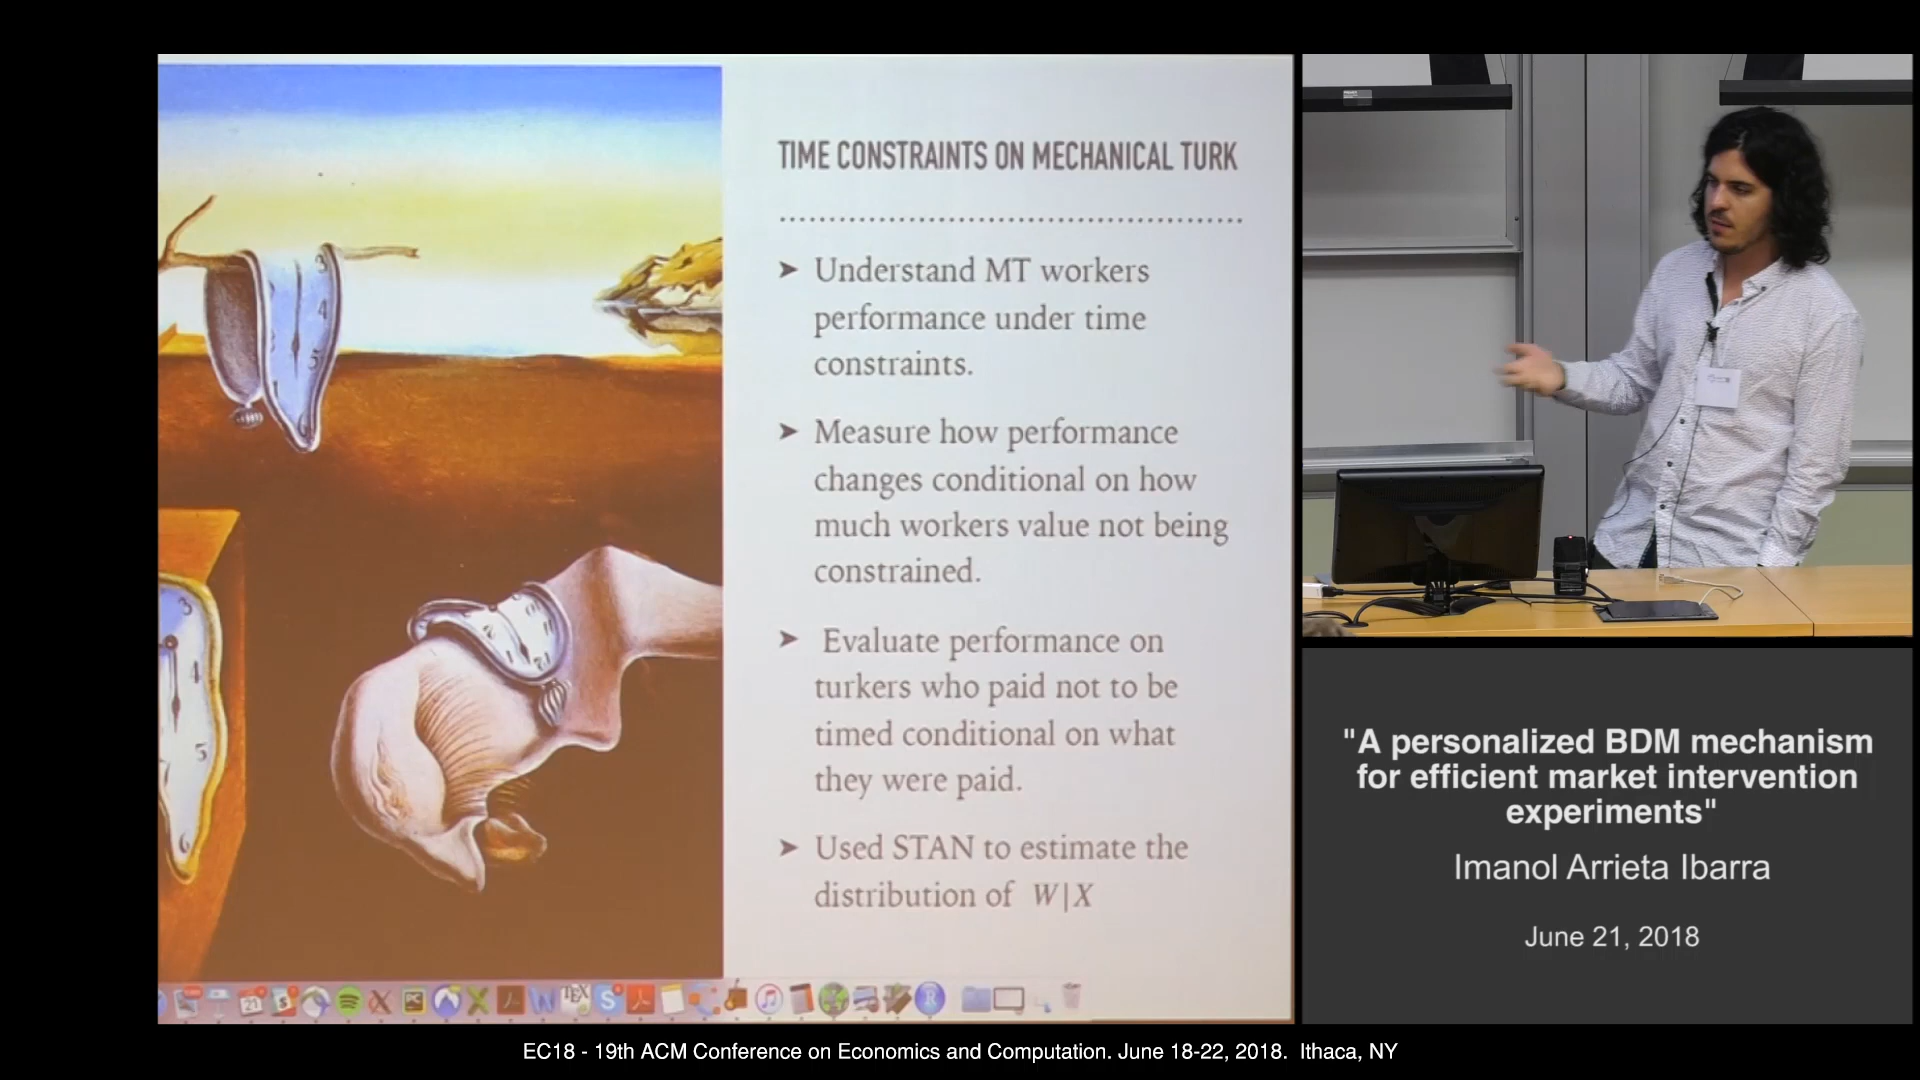 TIME CONSTRAINTS ON MECHANICAL TURK
➤ Understand MT workers
performance under time
constraints.
➤ Measure how performance
changes conditional on how
much workers value not being
constrained.
➤ Evaluate performance on
turkers who paid not to be
timed conditional on what
they were paid.
➤ Used STAN to estimate the
distribution of W|X
"A personalized BDM mechanism
for efficient market intervention
experiments"
Imanol Arrieta Ibarra
June 21, 2018
EC18 - 19th ACM Conference on Economics and Computation. June 18-22, 2018. Ithaca, NY